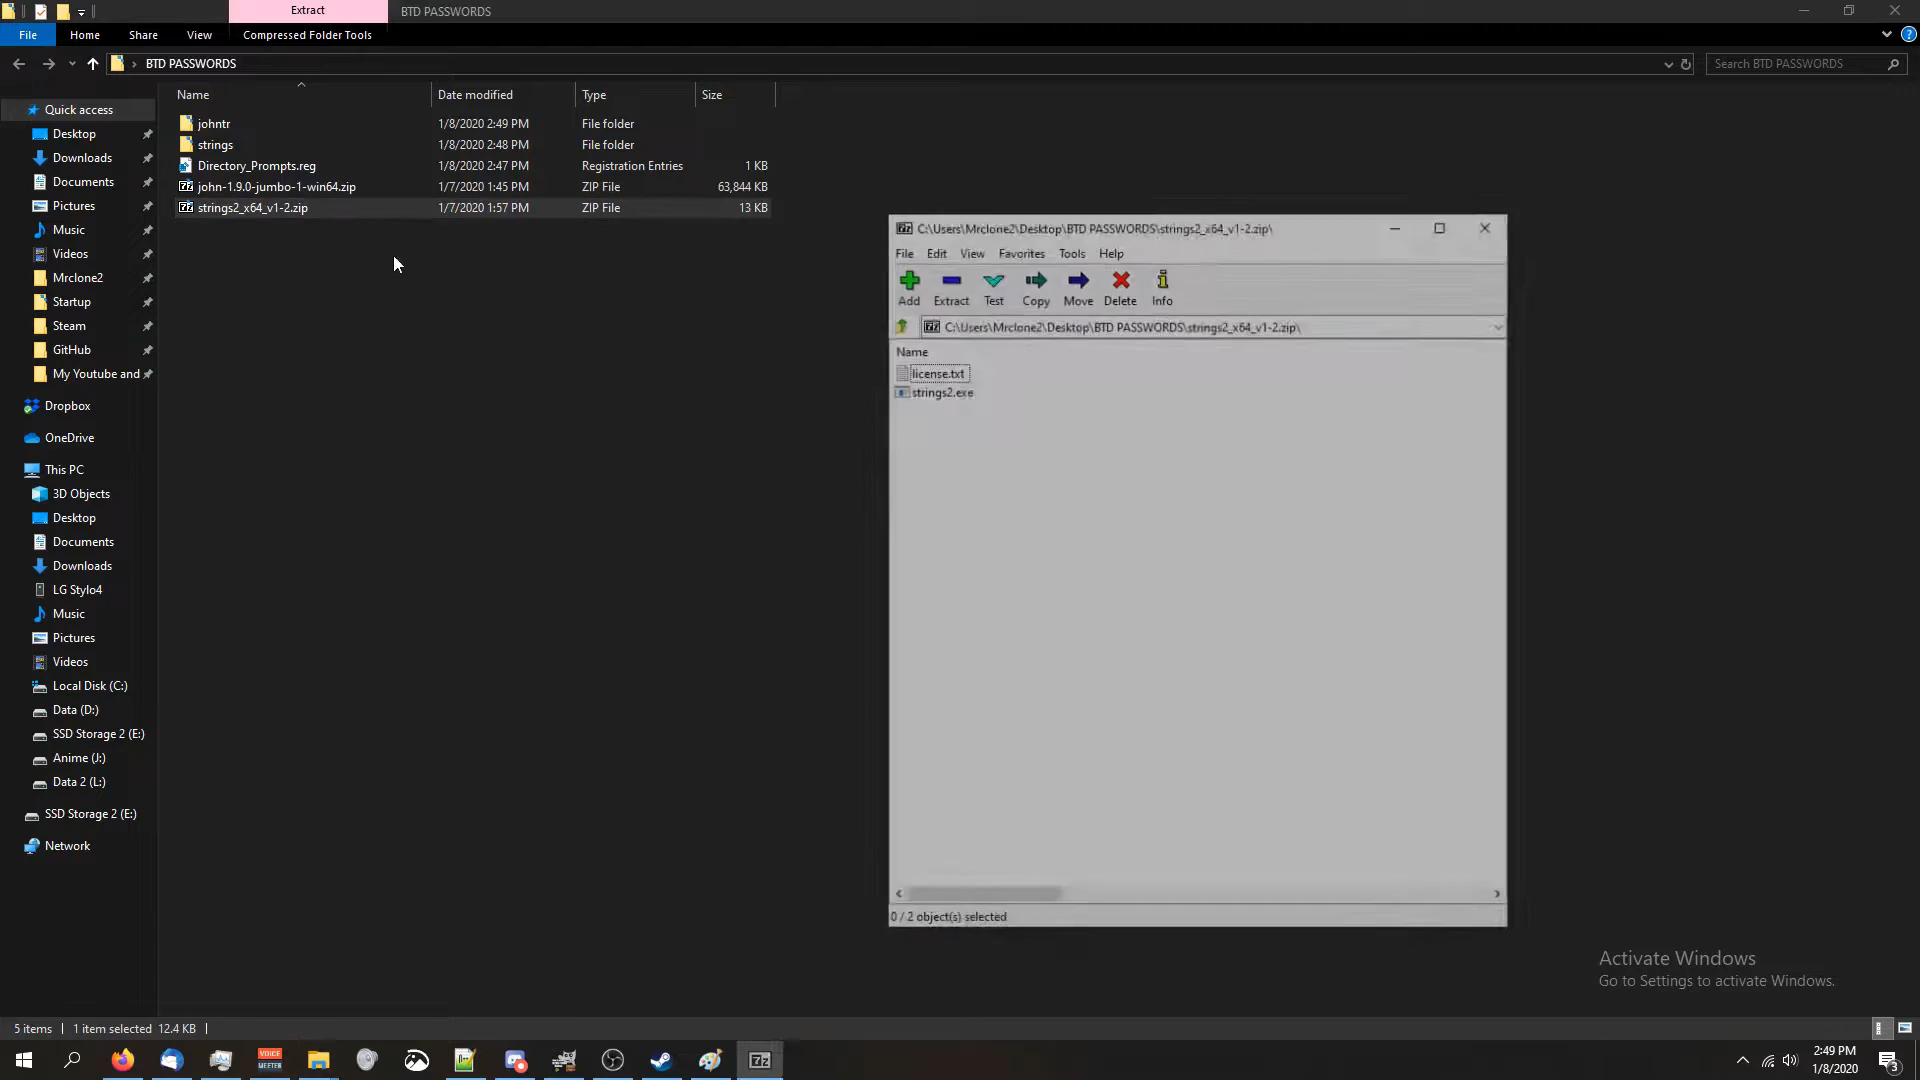 Extract
BTD PASSWORDS
File
Home
Share
View
Compressed Folder Tools
BTD PASSWORDS
Search BTD PASSWORDS
Name
Date modified
Type
Size
johntr
1/8/2020 2:49 PM
File folder
strings
1/8/2020 2:48 PM
File folder
Directory_Prompts.reg
1/8/2020 2:47 PM
Registration Entries
1 KB
john-1.9.0-jumbo-1-win64.zip
1/7/2020 1:45 PM
ZIP File
63,844 KB
strings2_x64_v1-2.zip
1/7/2020 1:57 PM
ZIP File
13 KB
Quick access
Desktop
Downloads
Documents
Pictures
Music
Videos
Mrclone2
Startup
Steam
GitHub
My Youtube and
Dropbox
OneDrive
This PC
3D Objects
Desktop
Documents
Downloads
LG Stylo4
Music
Pictures
Videos
Local Disk (C:)
Data (D:)
SSD Storage 2 (E:)
Anime (J:)
Data 2 (L:)
SSD Storage 2 (E:)
Network
C:\Users\Mrclone2\Desktop\BTD PASSWORDS\strings2_x64_v1-2.zip\
File
Edit
View
Favorites
Tools
Help
Add
Extract
Test
Copy
Move
Delete
Info
C:\Users\Mrclone2\Desktop\BTD PASSWORDS\strings2_x64_v1-2.zip\
Name
license.txt
strings2.exe
0 / 2 object(s) selected
Activate Windows
Go to Settings to activate Windows.
5 items
1 item selected 12.4 KB
VOICE
MEETER
7z
2:49 PM
1/8/2020
3